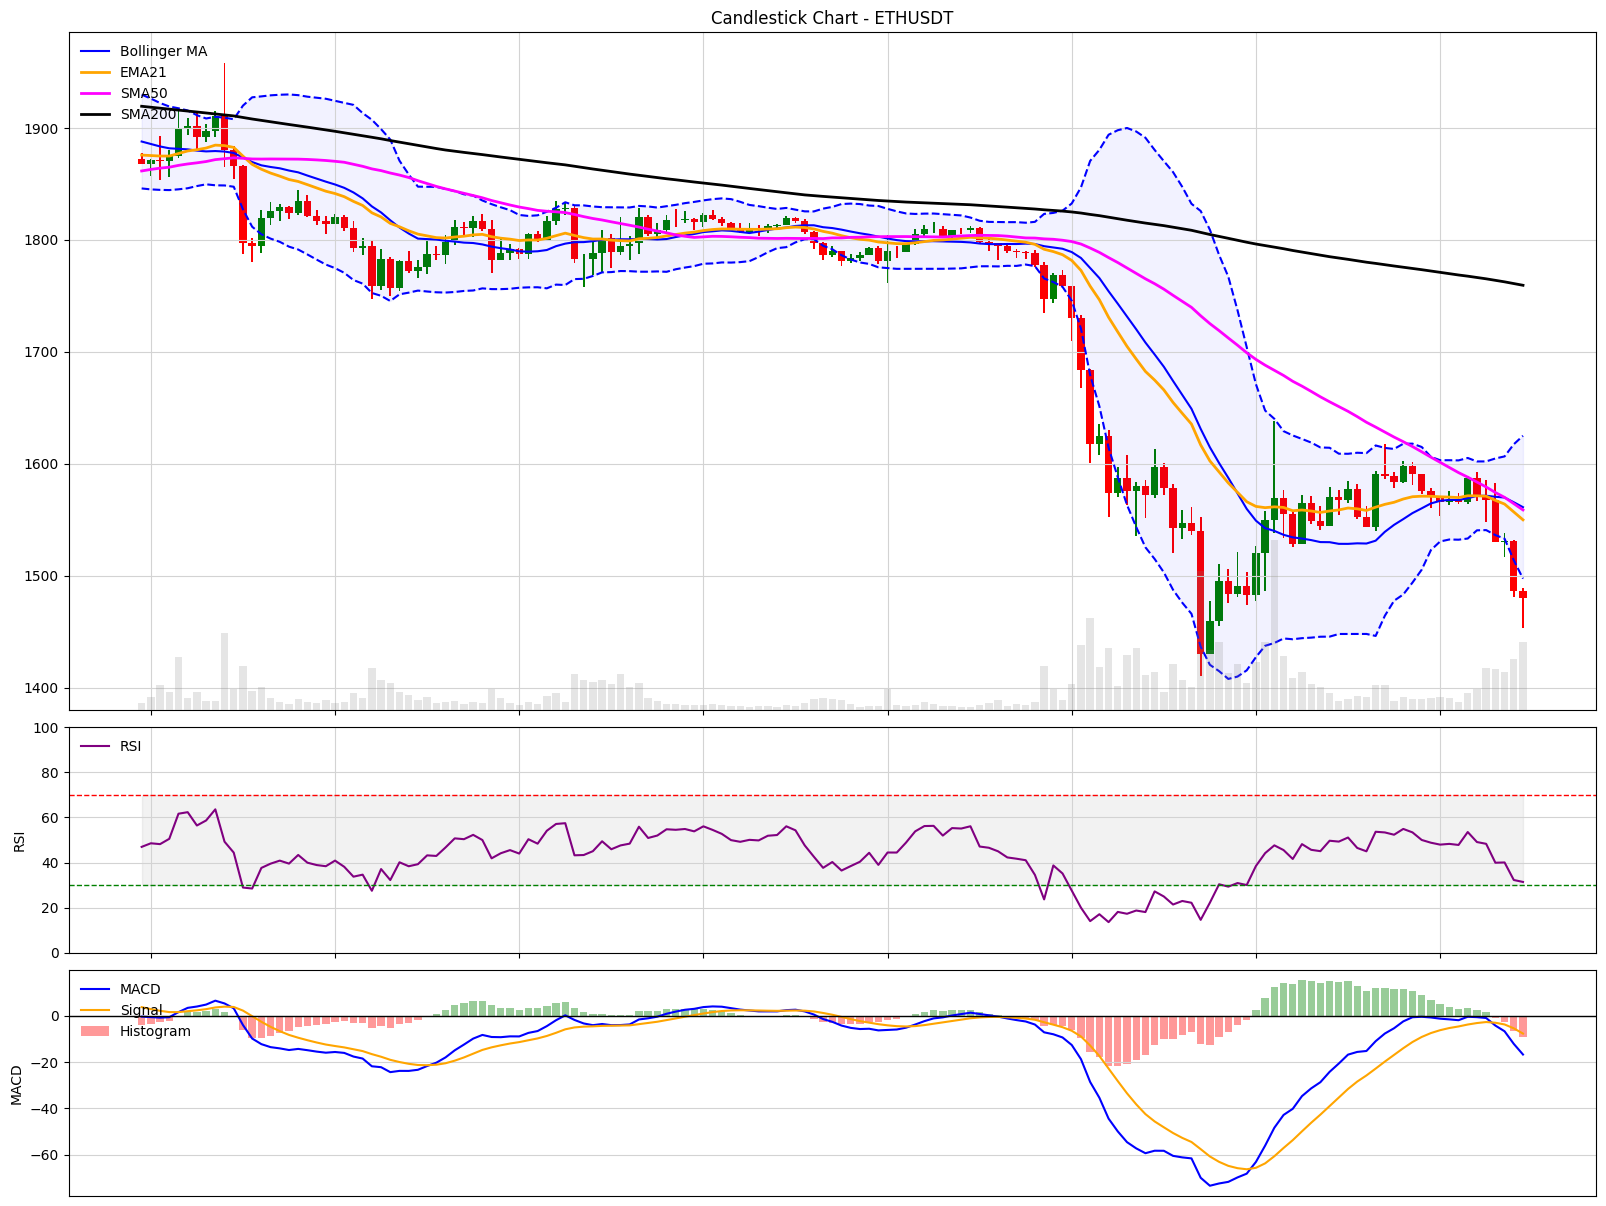 Candlestick Chart - ETHUSDT
Bollinger MA
EMA21
SMA50
SMA200
1900
1800
1700
1600
1500
1400
RSI
100
80
60
40
20
0
RSI
MACD
Signal
Histogram
0
−20
−40
−60
MACD